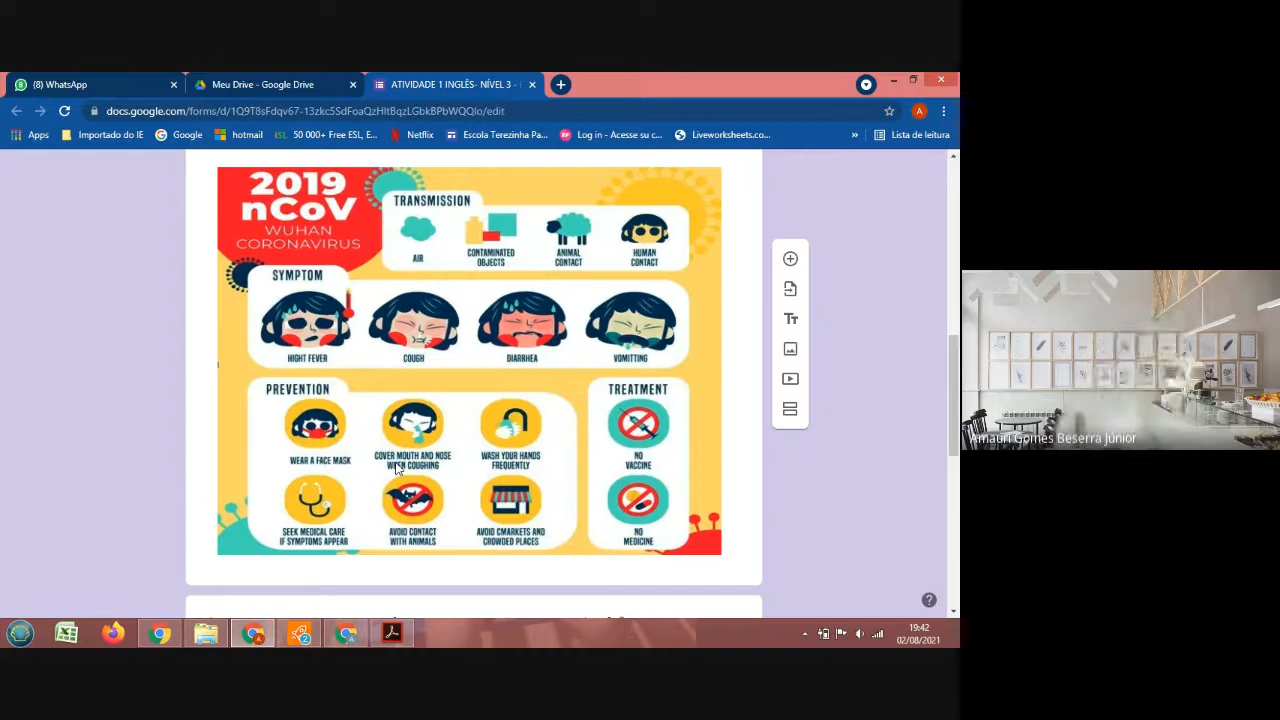 (8) WhatsApp
Meu Drive - Google Drive
ATIVIDADE 1 INGLÊS- NÍVEL 3 -
docs.google.com/forms/d/1Q9T8sFdqv67-13zkc5SdFoaQzHltBqzLGbkBPbWQQIo/edit
A
Apps
Importado do IE
Google
hotmail
ISL 50 000+ Free ESL, E...
Netflix
Escola Terezinha Pa...
Log in - Acesse su c...
Liveworksheets.co...
»
Lista de leitura
2019
nCoV
WUHAN
CORONAVIRUS
TRANSMISSION
AIR
CONTAMINATED
OBJECTS
ANIMAL
CONTACT
HUMAN
CONTACT
SYMPTOM
HIGHT FEVER
COUGH
DIARRHEA
VOMITTING
PREVENTION
WEAR A FACE MASK
COVER MOUTH AND NOSE
WHEN COUGHING
WASH YOUR HANDS
FREQUENTLY
SEEK MEDICAL CARE
IF SYMPTOMS APPEAR
AVOID CONTACT
WITH ANIMALS
AVOID CMARKETS AND
CROWDED PLACES
TREATMENT
NO
VACCINE
NO
MEDICINE
Tт
Amauri Gomes Beserra Júnior
19:42
02/08/2021